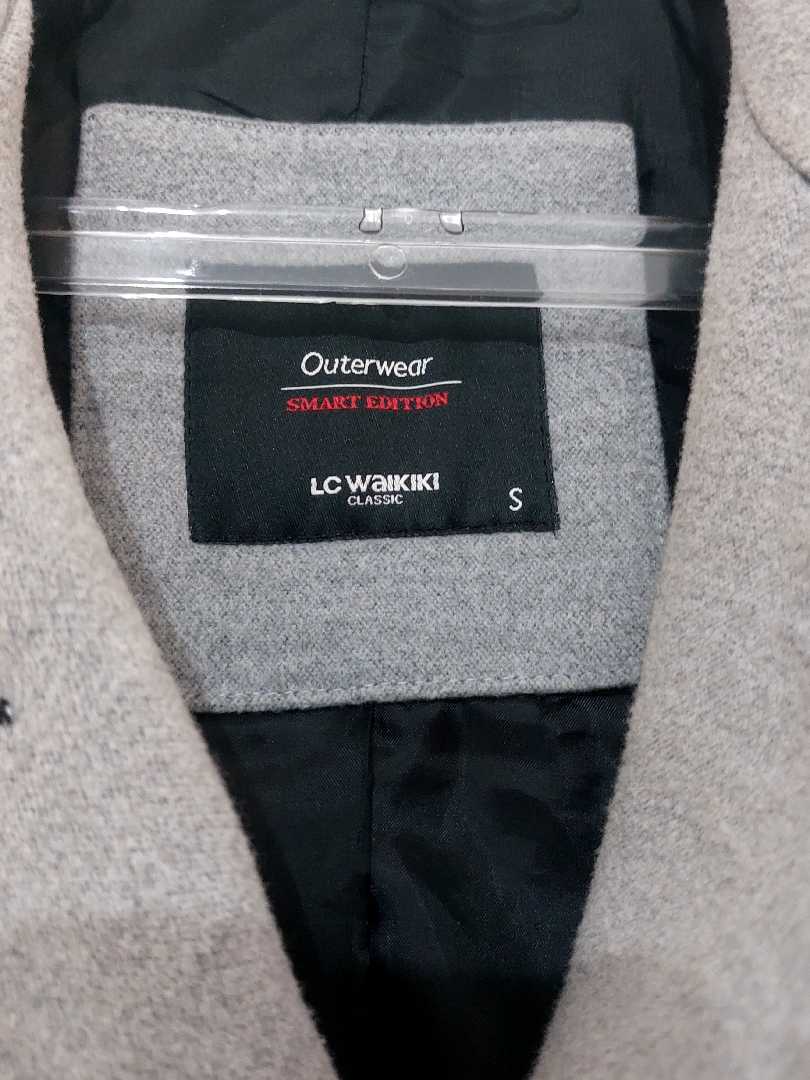 Outerwear
SMART EDITION
LC WAIKIKI
CLASSIC
S